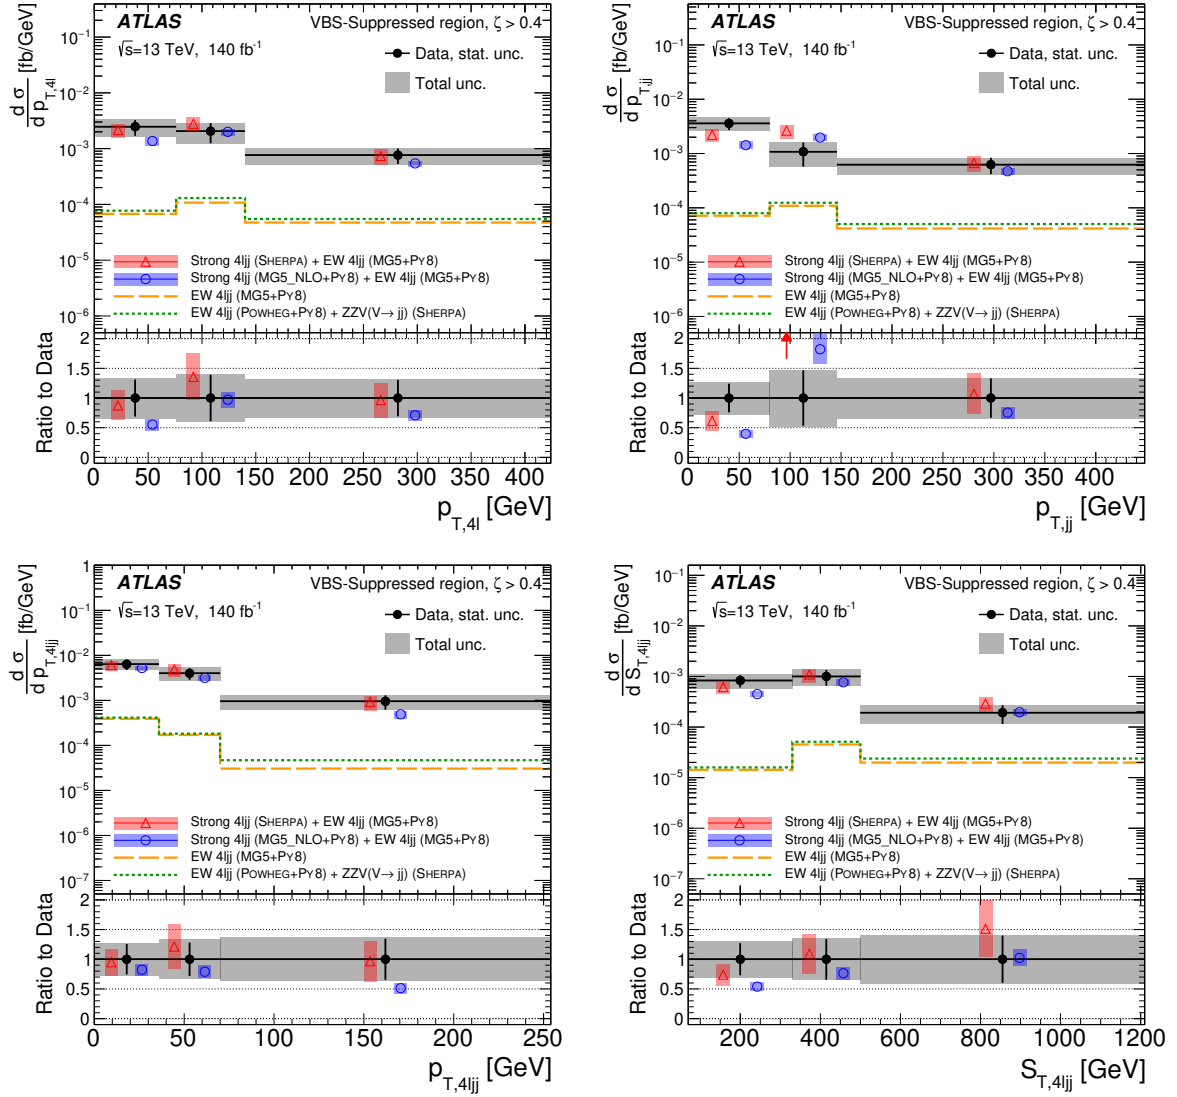 ATLAS VBS-Suppressed region, ζ > 0.4
√s=13 TeV, 140 fb⁻¹
Data, stat. unc.
Total unc.
d σ / d p_T,4l [fb/GeV]
10⁻¹
10⁻²
10⁻³
10⁻⁴
10⁻⁵
10⁻⁶
Strong 4ljj (SHERPA) + EW 4ljj (MG5+PY8)
Strong 4ljj (MG5_NLO+PY8) + EW 4ljj (MG5+PY8)
EW 4ljj (MG5+PY8)
EW 4ljj (POWHEG+PY8) + ZZV(V→ jj) (SHERPA)
Ratio to Data
2
1.5
1
0.5
0
0 50 100 150 200 250 300 350 400
p_T,4l [GeV]
ATLAS VBS-Suppressed region, ζ > 0.4
√s=13 TeV, 140 fb⁻¹
Data, stat. unc.
Total unc.
d σ / d p_T,jj [fb/GeV]
10⁻¹
10⁻²
10⁻³
10⁻⁴
10⁻⁵
10⁻⁶
Strong 4ljj (SHERPA) + EW 4ljj (MG5+PY8)
Strong 4ljj (MG5_NLO+PY8) + EW 4ljj (MG5+PY8)
EW 4ljj (MG5+PY8)
EW 4ljj (POWHEG+PY8) + ZZV(V→ jj) (SHERPA)
Ratio to Data
2
1.5
1
0.5
0
0 50 100 150 200 250 300 350 400
p_T,jj [GeV]
ATLAS VBS-Suppressed region, ζ > 0.4
√s=13 TeV, 140 fb⁻¹
Data, stat. unc.
Total unc.
d σ / d p_T,4ljj [fb/GeV]
1
10⁻¹
10⁻²
10⁻³
10⁻⁴
10⁻⁵
10⁻⁶
10⁻⁷
Strong 4ljj (SHERPA) + EW 4ljj (MG5+PY8)
Strong 4ljj (MG5_NLO+PY8) + EW 4ljj (MG5+PY8)
EW 4ljj (MG5+PY8)
EW 4ljj (POWHEG+PY8) + ZZV(V→ jj) (SHERPA)
Ratio to Data
2
1.5
1
0.5
0
0 50 100 150 200 250
p_T,4ljj [GeV]
ATLAS VBS-Suppressed region, ζ > 0.4
√s=13 TeV, 140 fb⁻¹
Data, stat. unc.
Total unc.
d σ / d S_T,4ljj [fb/GeV]
10⁻¹
10⁻²
10⁻³
10⁻⁴
10⁻⁵
10⁻⁶
10⁻⁷
Strong 4ljj (SHERPA) + EW 4ljj (MG5+PY8)
Strong 4ljj (MG5_NLO+PY8) + EW 4ljj (MG5+PY8)
EW 4ljj (MG5+PY8)
EW 4ljj (POWHEG+PY8) + ZZV(V→ jj) (SHERPA)
Ratio to Data
2
1.5
1
0.5
0
200 400 600 800 1000 1200
S_T,4ljj [GeV]